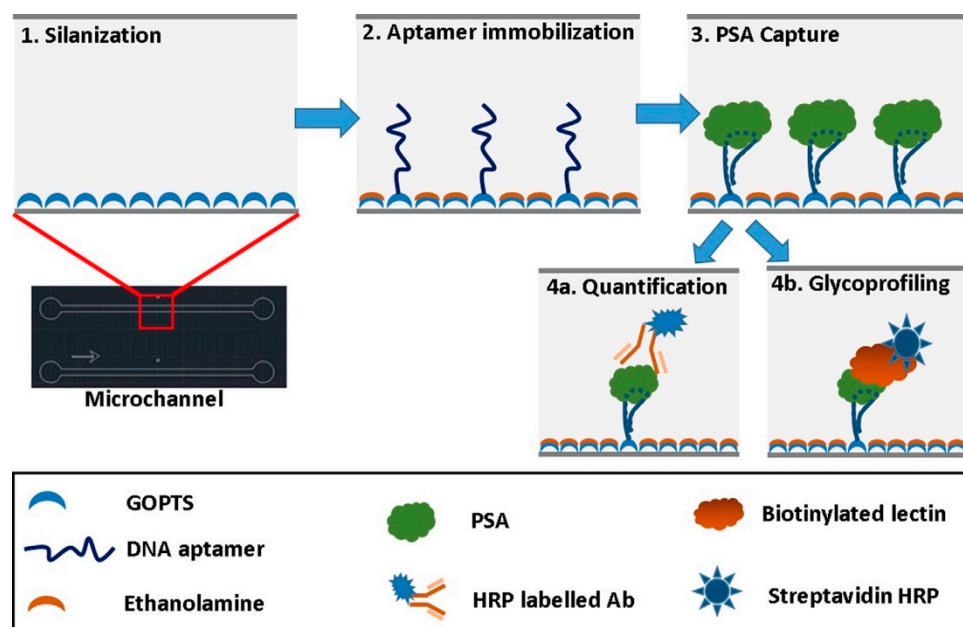 1. Silanization
2. Aptamer immobilization
3. PSA Capture
4a. Quantification
4b. Glycoprofiling
Microchannel
GOPTS
PSA
Biotinylated lectin
DNA aptamer
HRP labelled Ab
Streptavidin HRP
Ethanolamine